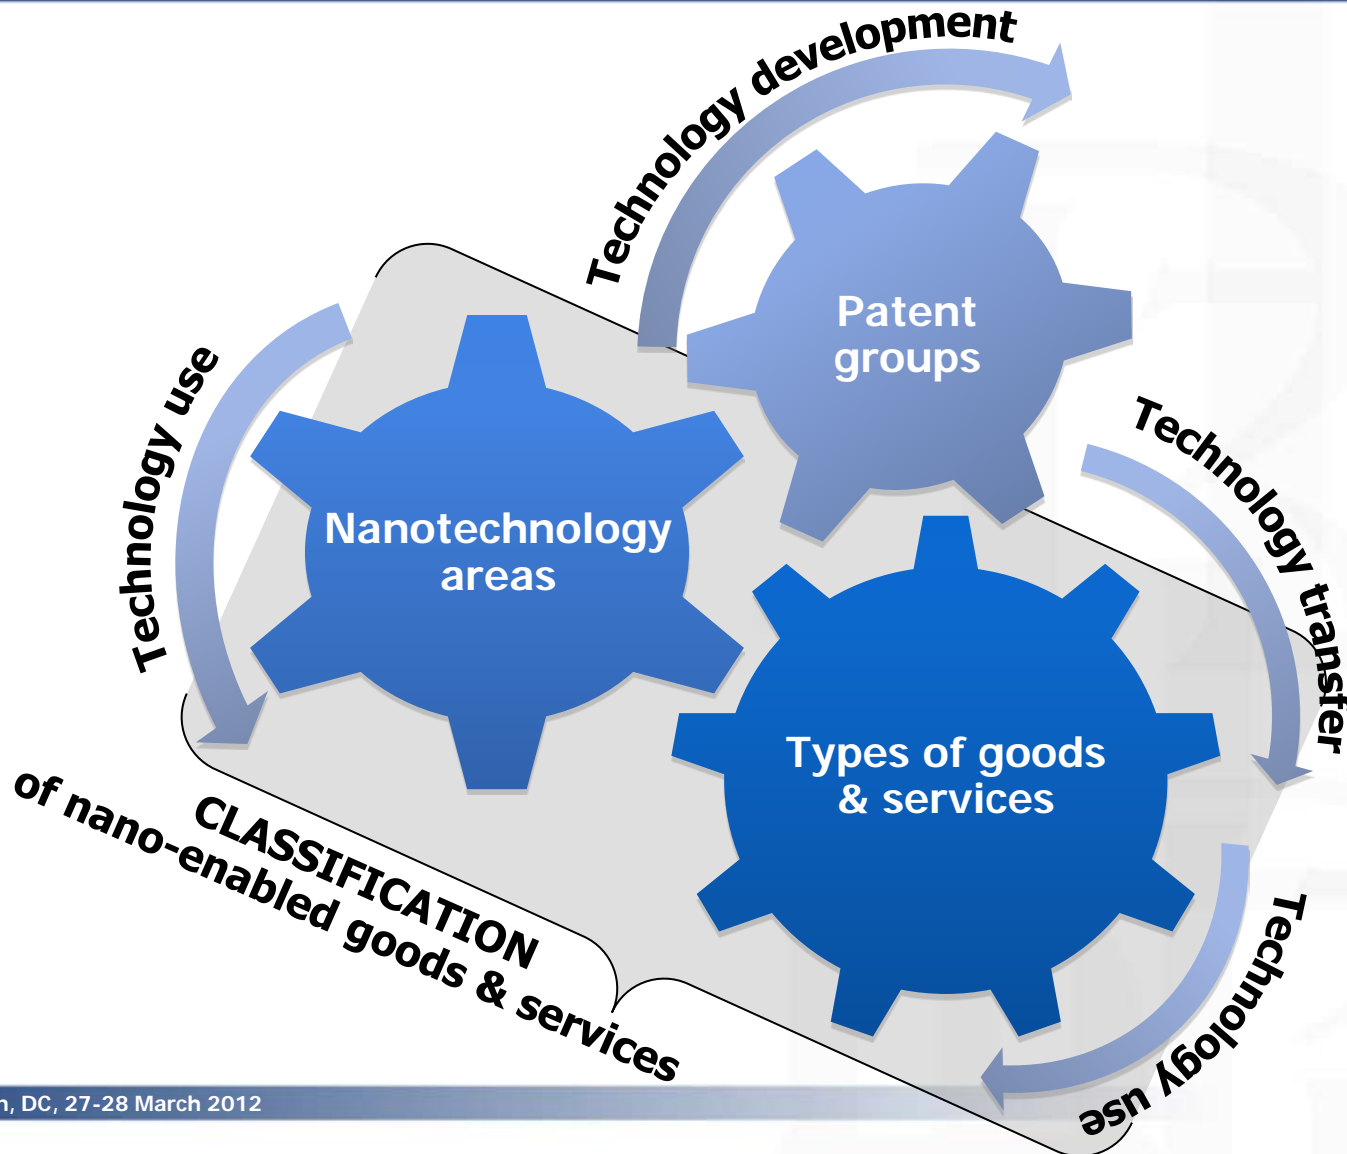 Technology development
Patent
groups
Technology use
Technology transfer
Nanotechnology
areas
Types of goods
& services
CLASSIFICATION
of nano-enabled goods & services
Technology use
n, DC, 27-28 March 2012